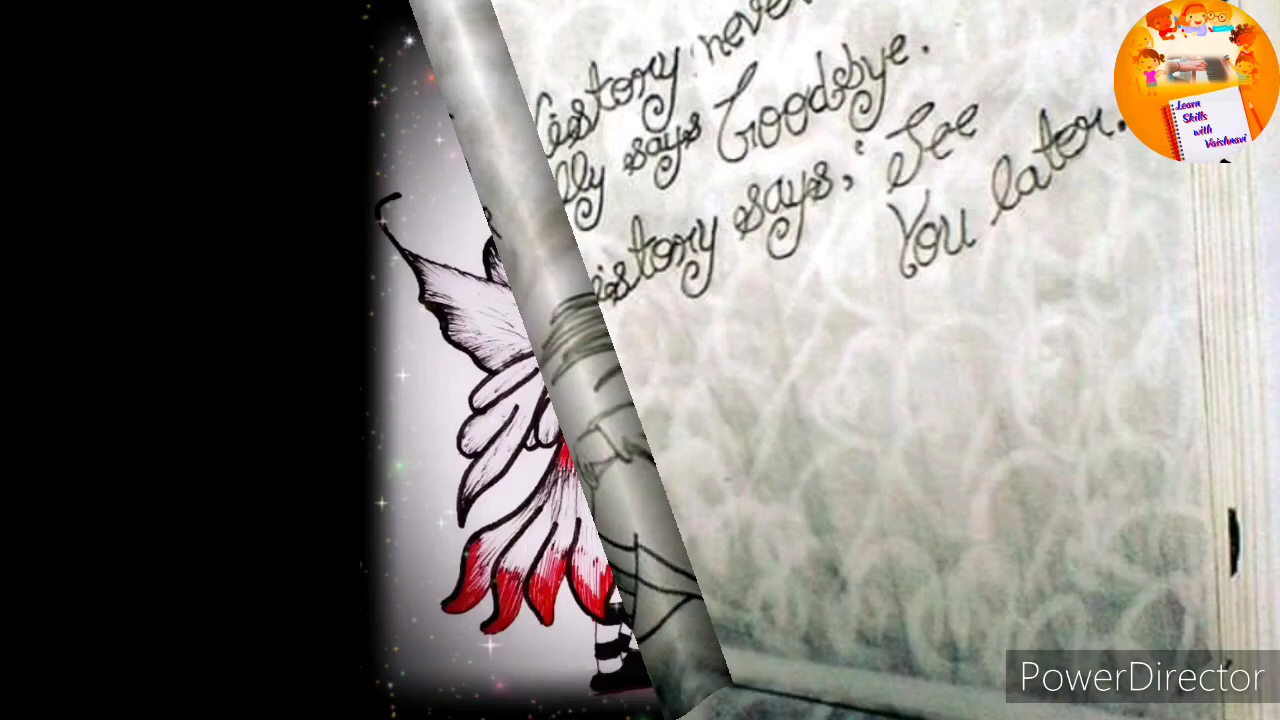 istory never
lly says Goodbye.
istory says, 'See
You later.
Learn
Skills
with
Vaishnavi
PowerDirector